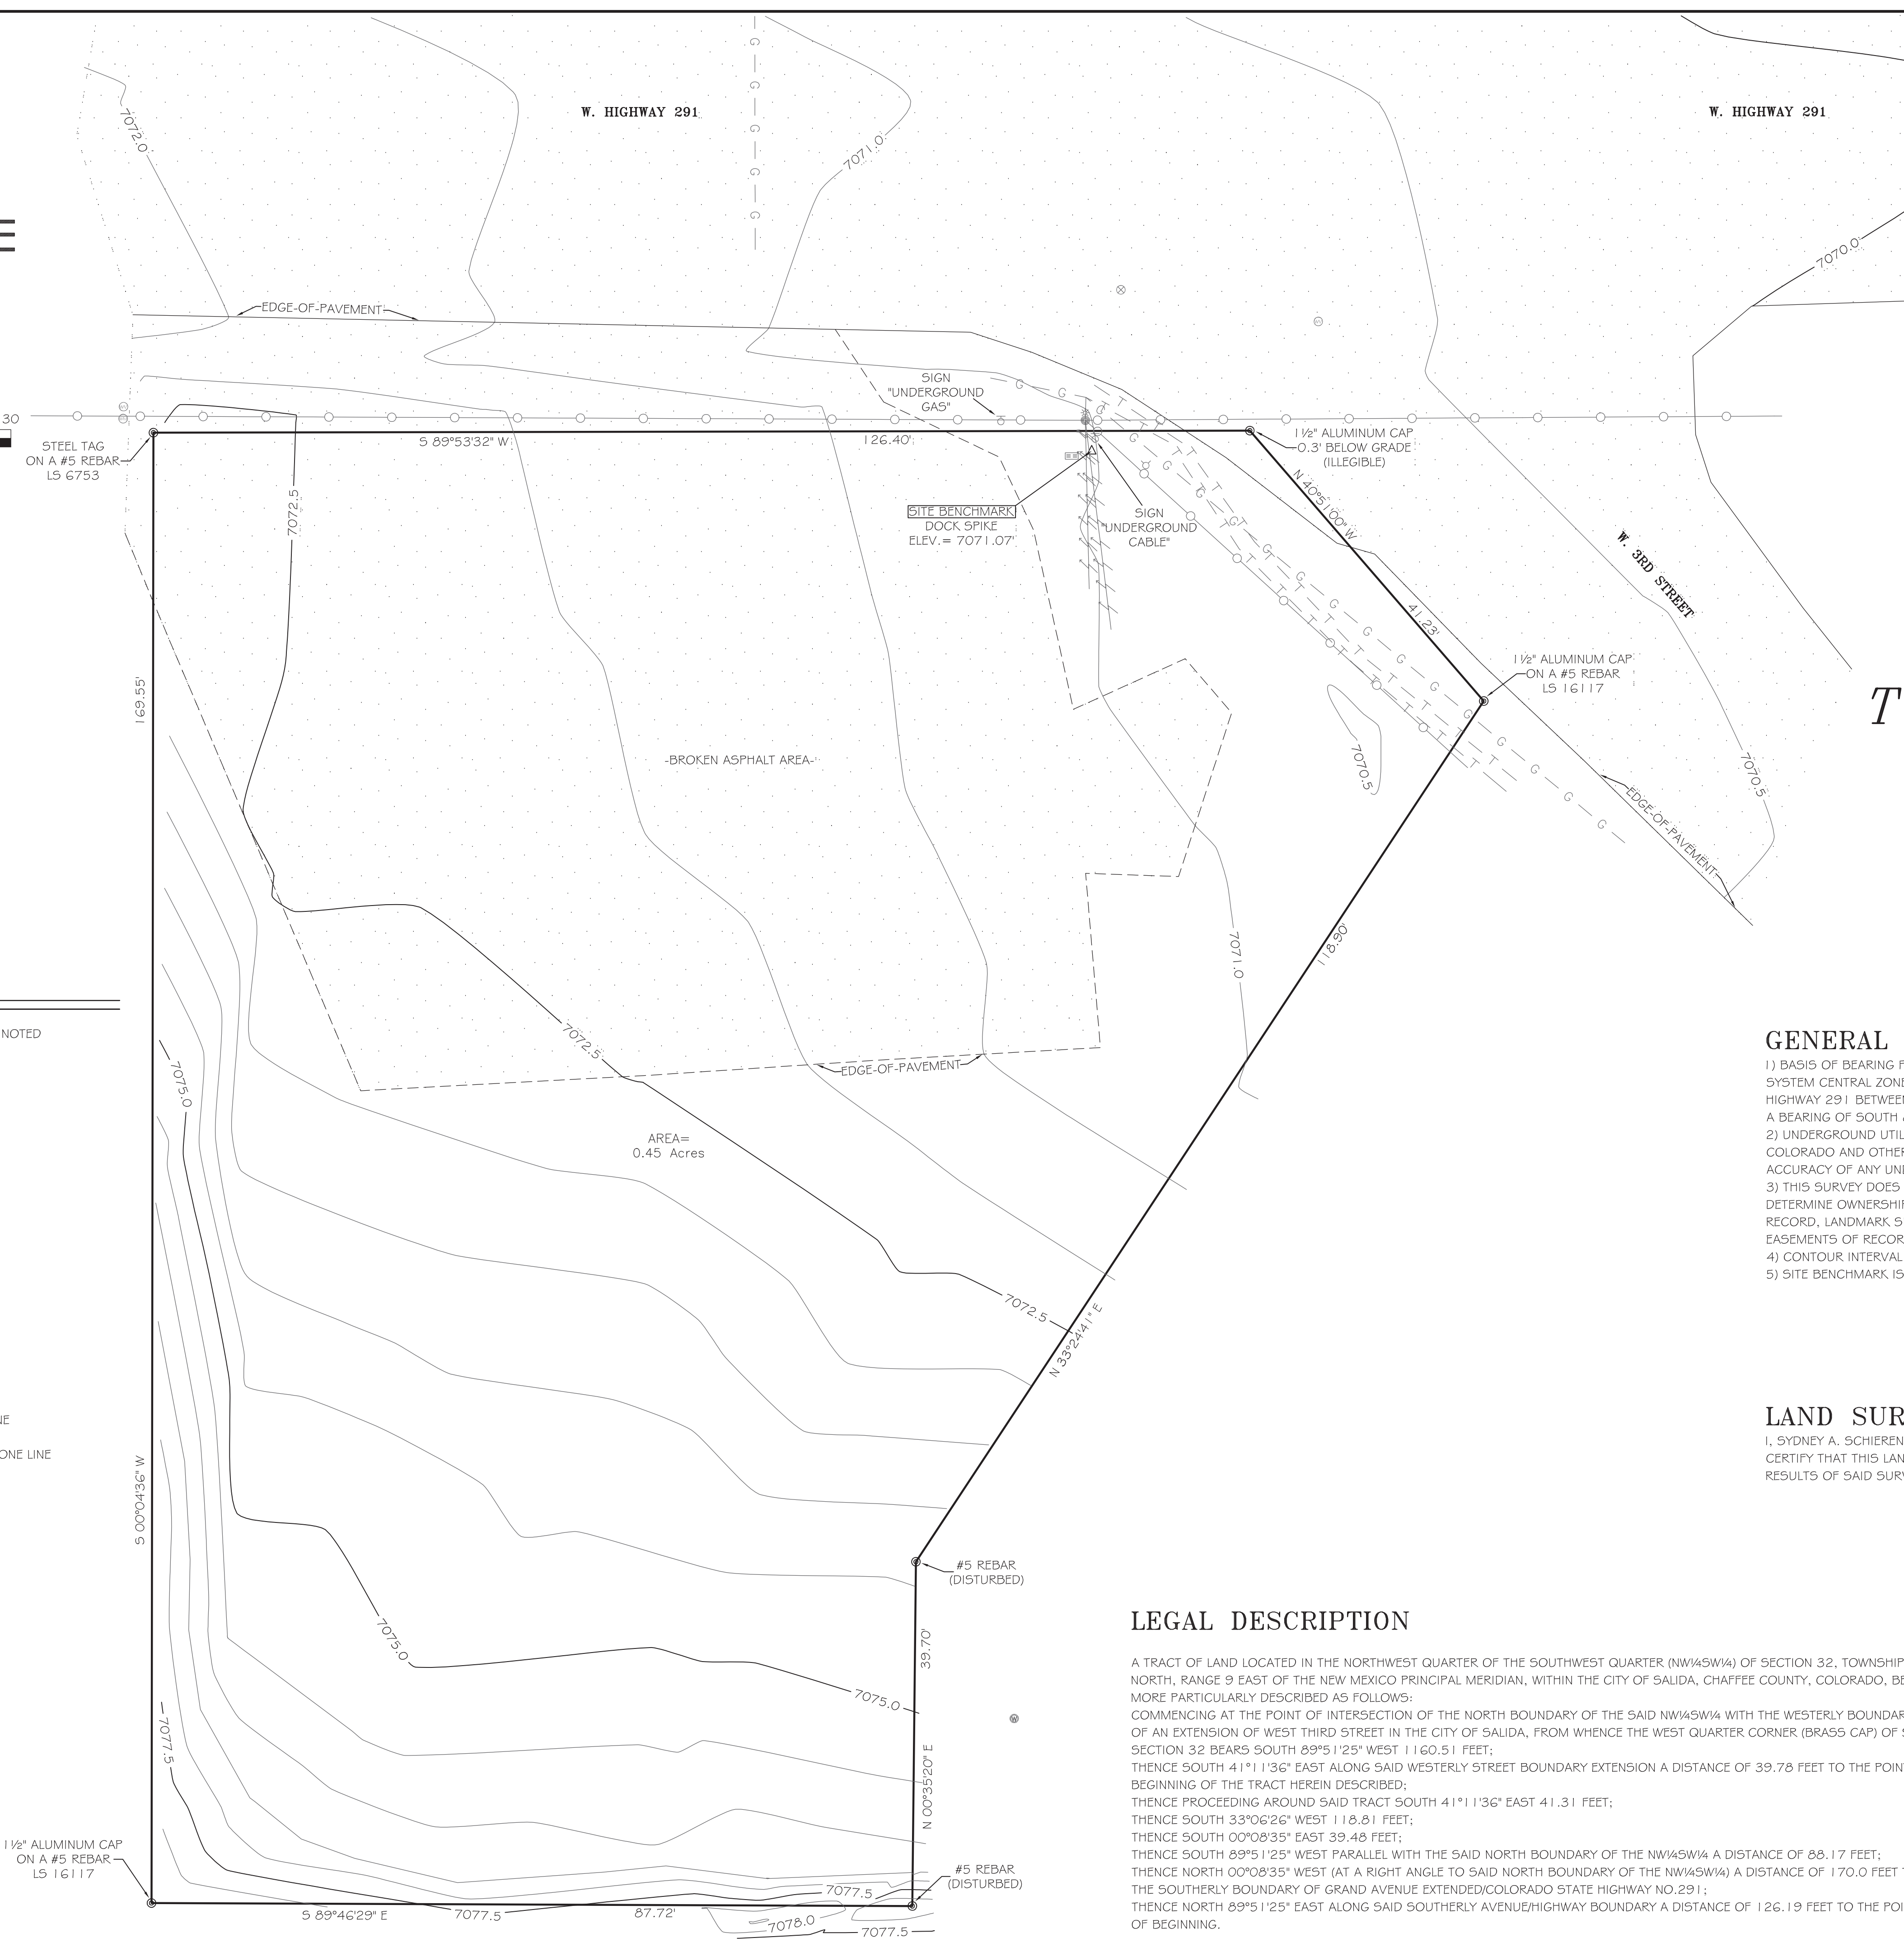 W. HIGHWAY 291
W. HIGHWAY 291
G
G
G
G
G
7072.0
7071.0
7070.0
EDGE-OF-PAVEMENT
30
STEEL TAG
ON A #5 REBAR
LS 6753
S 89°53'32" W
126.40'
SIGN
"UNDERGROUND
GAS"
1½" ALUMINUM CAP
0.3' BELOW GRADE
(ILLEGIBLE)
N 40°51'00" W
41.23'
SITE BENCHMARK
DOCK SPIKE
ELEV.= 7071.07'
SIGN
"UNDERGROUND
CABLE"
W. 3RD STREET
7072.5
1½" ALUMINUM CAP
ON A #5 REBAR
LS 16117
T
169.55'
-BROKEN ASPHALT AREA-
7070.5
7070.5
EDGE-OF-PAVEMENT
118.90'
7071.0
NOTED
7072.5
7075.0
EDGE-OF-PAVEMENT
AREA=
0.45 Acres
GENERAL
1) BASIS OF BEARING F
SYSTEM CENTRAL ZONE
HIGHWAY 291 BETWEEN
A BEARING OF SOUTH
2) UNDERGROUND UTIL
COLORADO AND OTHER
ACCURACY OF ANY UN
3) THIS SURVEY DOES
DETERMINE OWNERSHIP
RECORD, LANDMARK S
EASEMENTS OF RECOR
4) CONTOUR INTERVAL
5) SITE BENCHMARK IS
7072.5
N 33°24'41" E
NE
ONE LINE
S 00°04'36" W
LAND SUR
I, SYDNEY A. SCHIEREN
CERTIFY THAT THIS LAN
RESULTS OF SAID SURV
#5 REBAR
(DISTURBED)
39.70'
7075.0
7075.0
N 00°35'20" E
7077.5
LEGAL DESCRIPTION
A TRACT OF LAND LOCATED IN THE NORTHWEST QUARTER OF THE SOUTHWEST QUARTER (NW¼SW¼) OF SECTION 32, TOWNSHIP
NORTH, RANGE 9 EAST OF THE NEW MEXICO PRINCIPAL MERIDIAN, WITHIN THE CITY OF SALIDA, CHAFFEE COUNTY, COLORADO, BE
MORE PARTICULARLY DESCRIBED AS FOLLOWS:
COMMENCING AT THE POINT OF INTERSECTION OF THE NORTH BOUNDARY OF THE SAID NW¼SW¼ WITH THE WESTERLY BOUNDAR
OF AN EXTENSION OF WEST THIRD STREET IN THE CITY OF SALIDA, FROM WHENCE THE WEST QUARTER CORNER (BRASS CAP) OF S
SECTION 32 BEARS SOUTH 89°51'25" WEST 1160.51 FEET;
THENCE SOUTH 41°11'36" EAST ALONG SAID WESTERLY STREET BOUNDARY EXTENSION A DISTANCE OF 39.78 FEET TO THE POIN
BEGINNING OF THE TRACT HEREIN DESCRIBED;
THENCE PROCEEDING AROUND SAID TRACT SOUTH 41°11'36" EAST 41.31 FEET;
THENCE SOUTH 33°06'26" WEST 118.81 FEET;
THENCE SOUTH 00°08'35" EAST 39.48 FEET;
THENCE SOUTH 89°51'25" WEST PARALLEL WITH THE SAID NORTH BOUNDARY OF THE NW¼SW¼ A DISTANCE OF 88.17 FEET;
THENCE NORTH 00°08'35" WEST (AT A RIGHT ANGLE TO SAID NORTH BOUNDARY OF THE NW¼SW¼) A DISTANCE OF 170.0 FEET
THE SOUTHERLY BOUNDARY OF GRAND AVENUE EXTENDED/COLORADO STATE HIGHWAY NO.291;
THENCE NORTH 89°51'25" EAST ALONG SAID SOUTHERLY AVENUE/HIGHWAY BOUNDARY A DISTANCE OF 126.19 FEET TO THE POI
OF BEGINNING.
1½" ALUMINUM CAP
ON A #5 REBAR
LS 16117
#5 REBAR
(DISTURBED)
7077.5
S 89°46'29" E
7077.5
87.72'
7078.0
7077.5